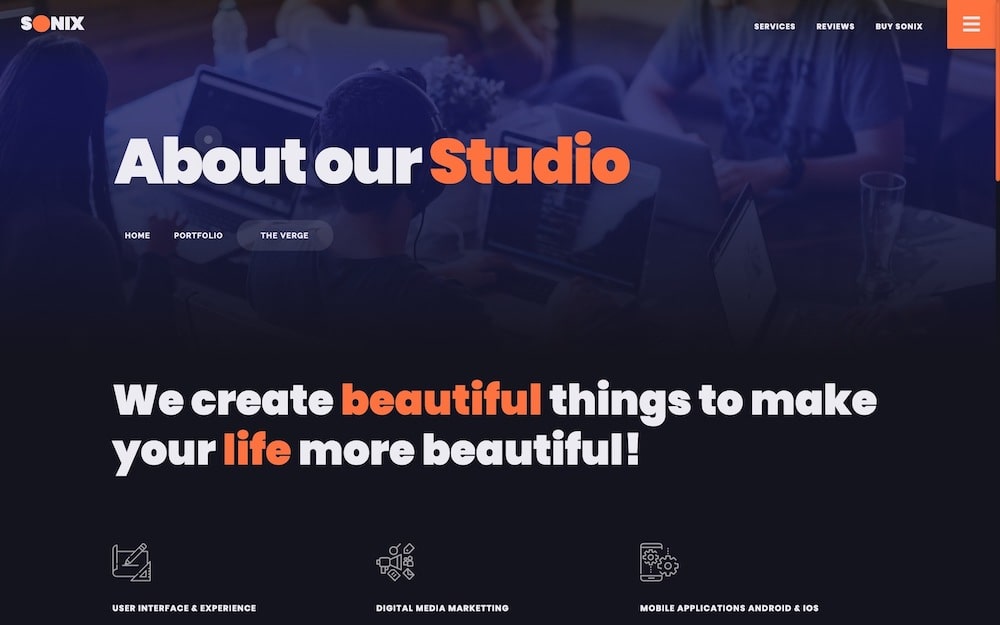 SONIX
SERVICES REVIEWS BUY SONIX
About our Studio
HOME PORTFOLIO THE VERGE
We create beautiful things to make
your life more beautiful!
USER INTERFACE & EXPERIENCE DIGITAL MEDIA MARKETTING MOBILE APPLICATIONS ANDROID & IOS